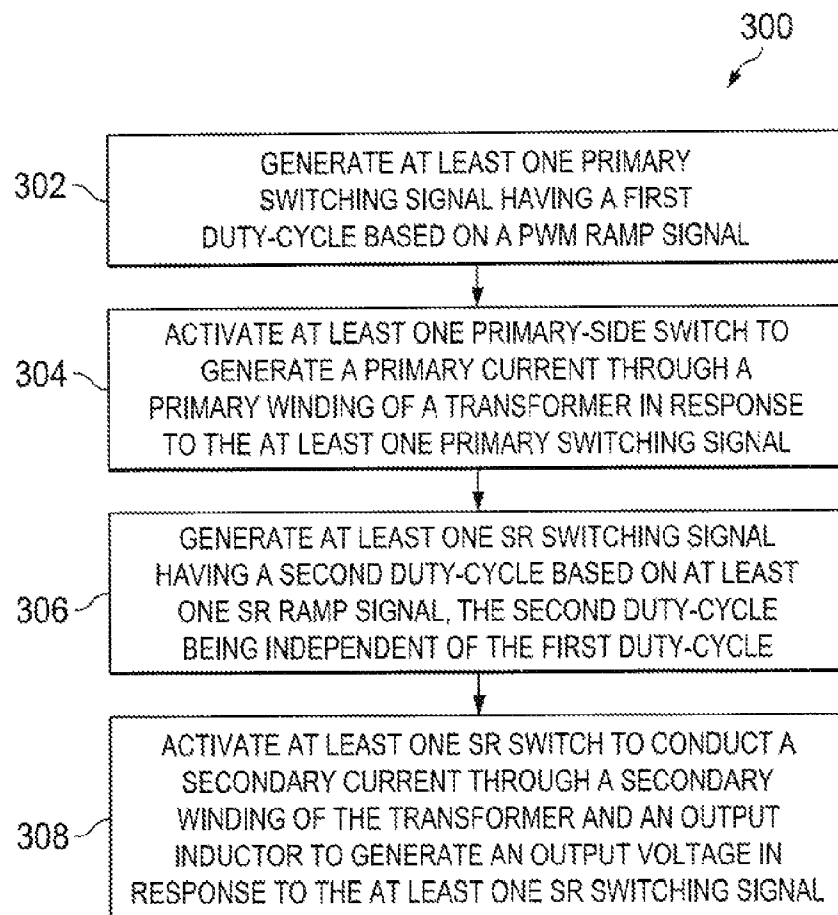 300
302
GENERATE AT LEAST ONE PRIMARY
SWITCHING SIGNAL HAVING A FIRST
DUTY-CYCLE BASED ON A PWM RAMP SIGNAL
304
ACTIVATE AT LEAST ONE PRIMARY-SIDE SWITCH TO
GENERATE A PRIMARY CURRENT THROUGH A
PRIMARY WINDING OF A TRANSFORMER IN RESPONSE
TO THE AT LEAST ONE PRIMARY SWITCHING SIGNAL
306
GENERATE AT LEAST ONE SR SWITCHING SIGNAL
HAVING A SECOND DUTY-CYCLE BASED ON AT LEAST
ONE SR RAMP SIGNAL, THE SECOND DUTY-CYCLE
BEING INDEPENDENT OF THE FIRST DUTY-CYCLE
308
ACTIVATE AT LEAST ONE SR SWITCH TO CONDUCT A
SECONDARY CURRENT THROUGH A SECONDARY
WINDING OF THE TRANSFORMER AND AN OUTPUT
INDUCTOR TO GENERATE AN OUTPUT VOLTAGE IN
RESPONSE TO THE AT LEAST ONE SR SWITCHING SIGNAL